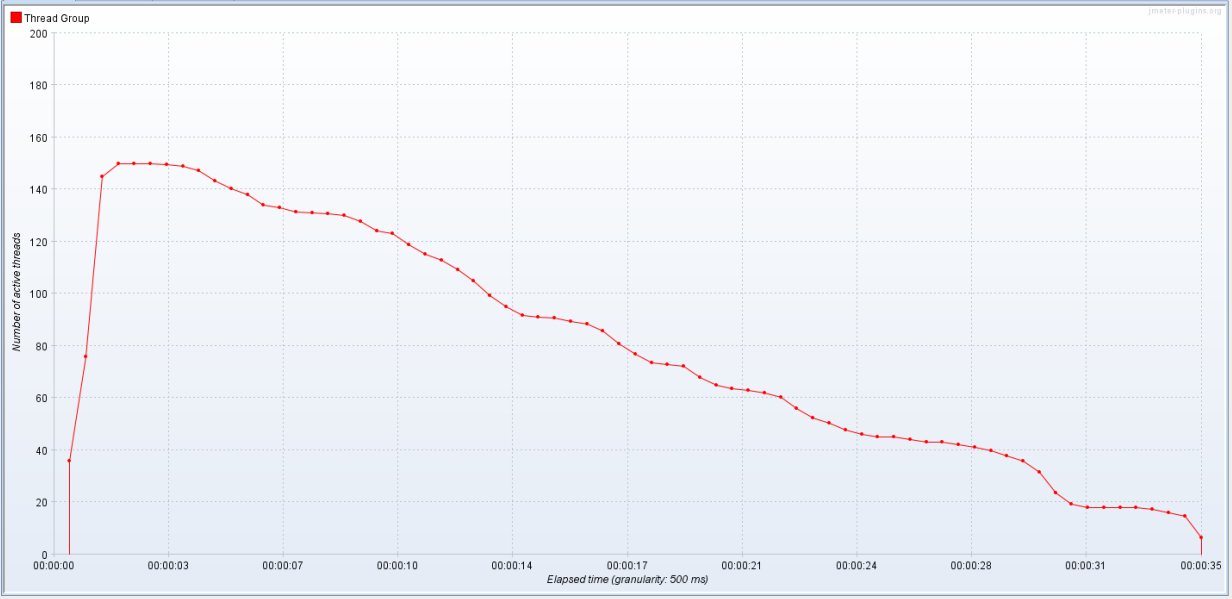 jmeter-plugins.org
Thread Group
200
180
160
140
120
100
80
60
40
20
0
Number of active threads
00:00:00 00:00:03 00:00:07 00:00:10 00:00:14 00:00:17 00:00:21 00:00:24 00:00:28 00:00:31 00:00:35
Elapsed time (granularity: 500 ms)